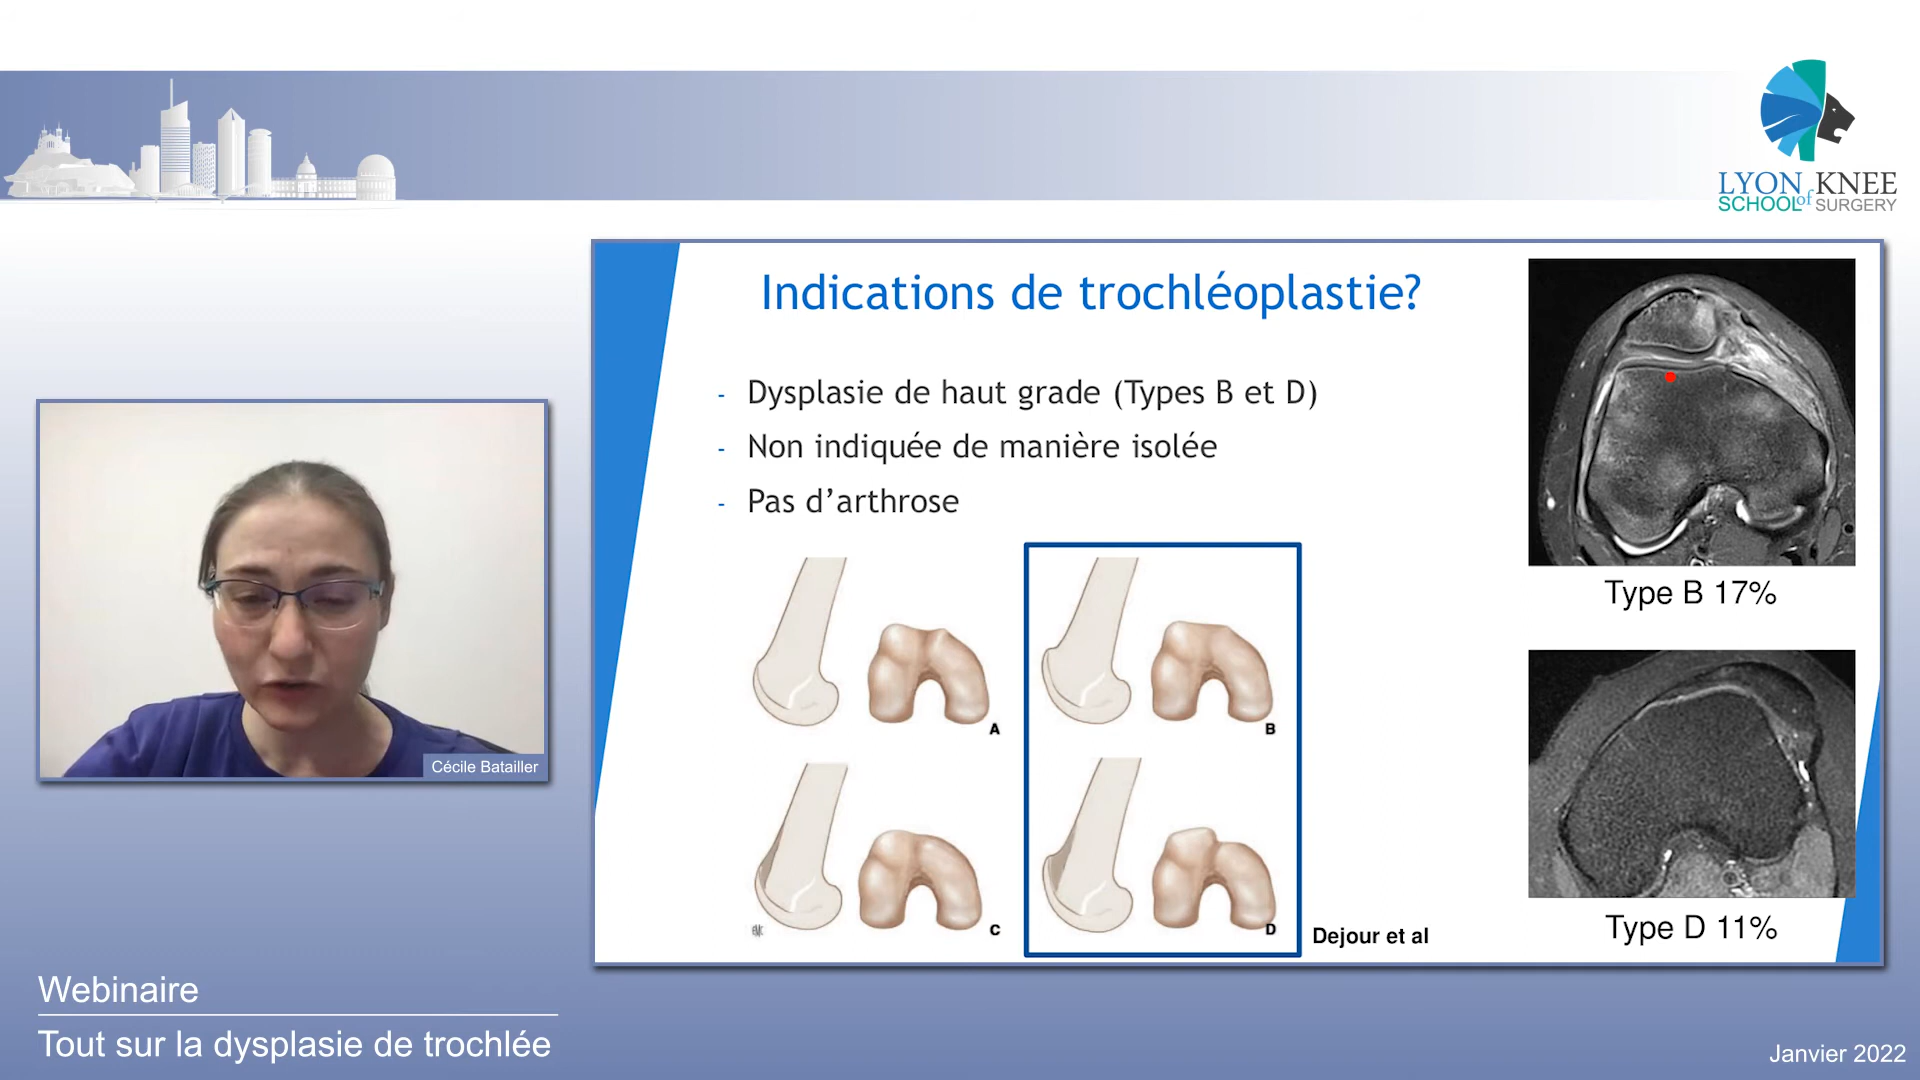 LYON of KNEE
SCHOOL SURGERY
Indications de trochléoplastie?
- Dysplasie de haut grade (Types B et D)
- Non indiquée de manière isolée
- Pas d’arthrose
A
B
C
D
Dejour et al
Type B 17%
Type D 11%
Cécile Batailler
Webinaire
Tout sur la dysplasie de trochlée
Janvier 2022